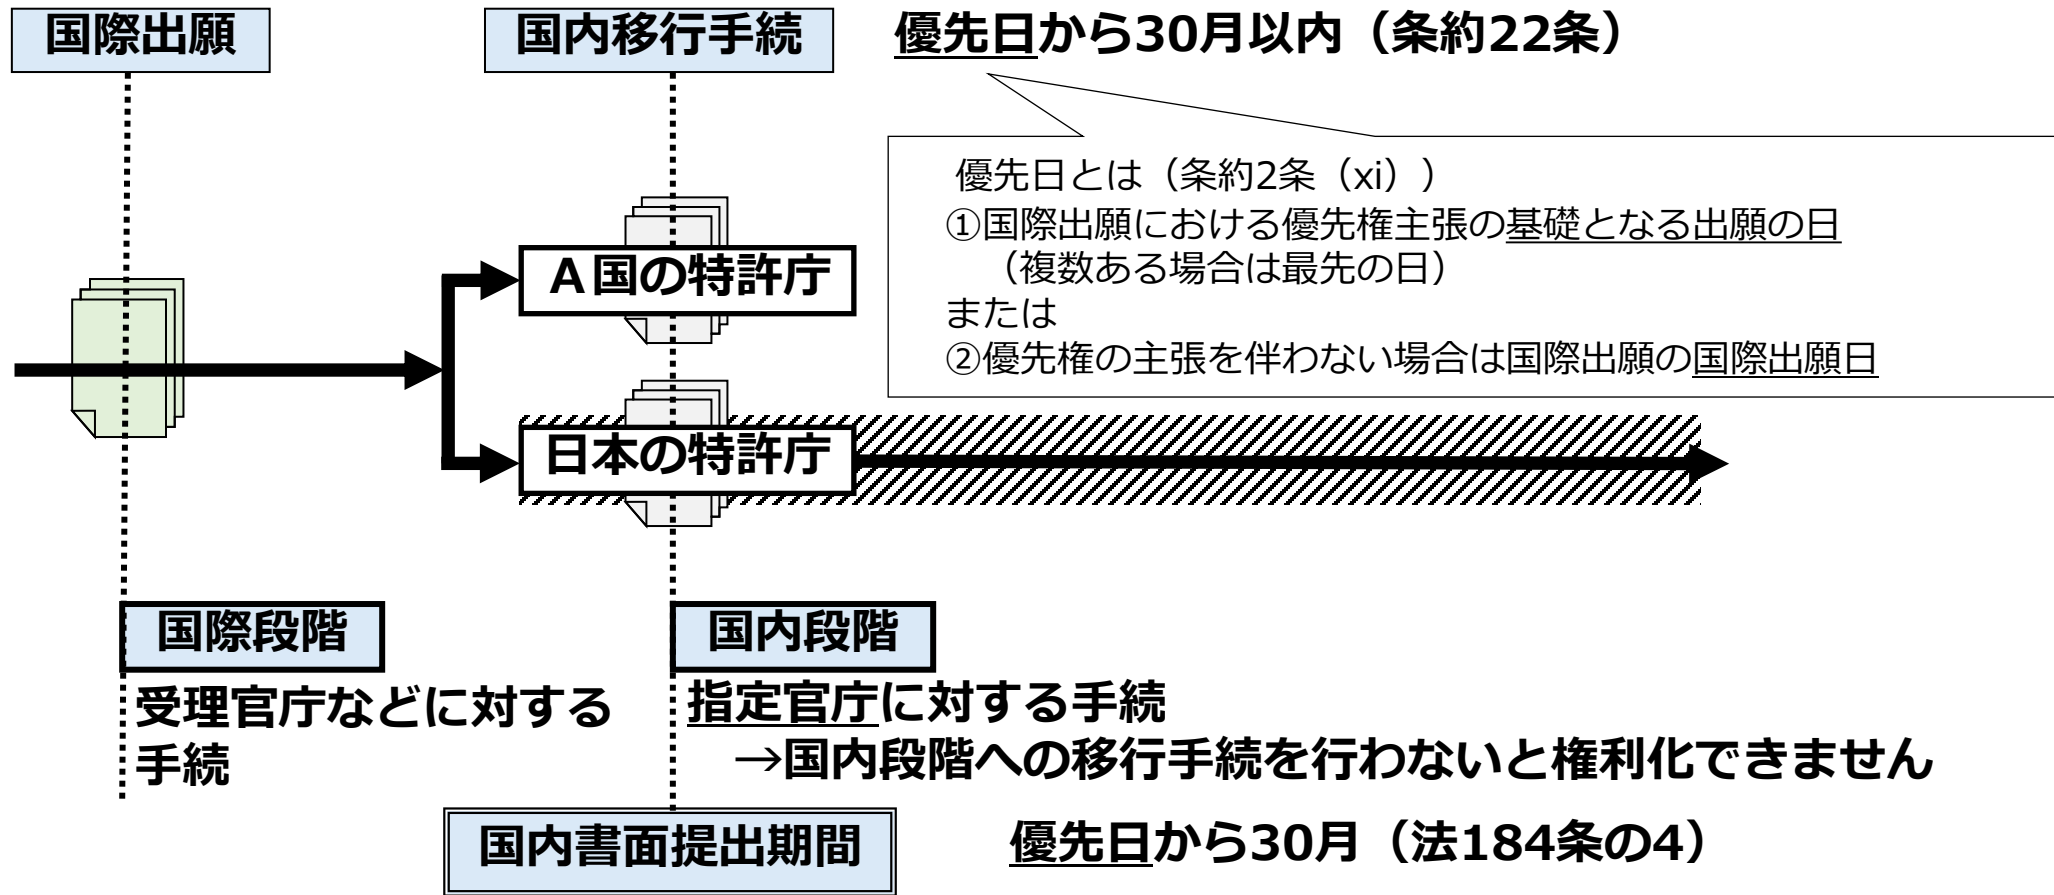 国際出願
国内移行手続
優先日から30月以内（条約22条）
優先日とは（条約2条（xi））
①国際出願における優先権主張の基礎となる出願の日
（複数ある場合は最先の日）
または
②優先権の主張を伴わない場合は国際出願の国際出願日
Ａ国の特許庁
日本の特許庁
国際段階
国内段階
受理官庁などに対する
手続
指定官庁に対する手続
→国内段階への移行手続を行わないと権利化できません
国内書面提出期間
優先日から30月（法184条の4）